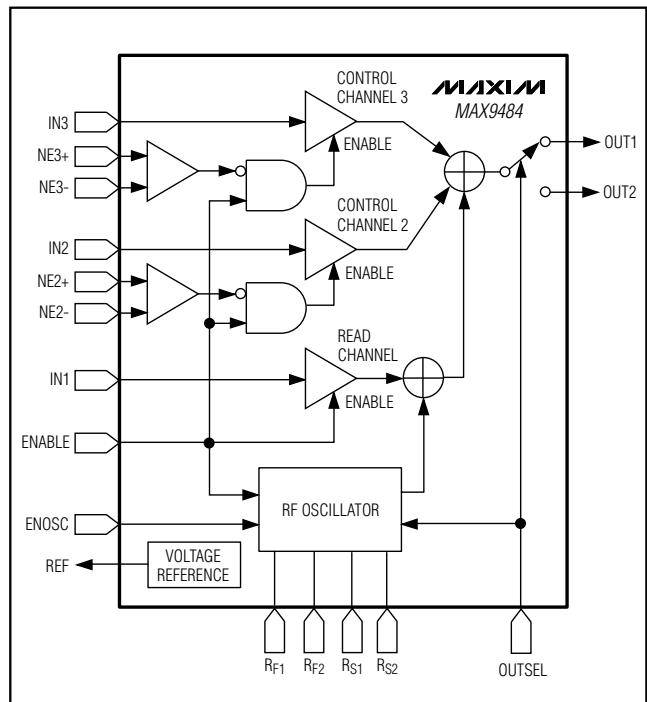 CONTROL
CHANNEL 3
MAXIM
MAX9484
IN3
NE3+
NE3-
ENABLE
OUT1
OUT2
CONTROL
CHANNEL 2
IN2
NE2+
NE2-
ENABLE
READ
CHANNEL
IN1
ENABLE
ENABLE
ENOSC
RF OSCILLATOR
REF
VOLTAGE
REFERENCE
RF1
RF2
RS1
RS2
OUTSEL